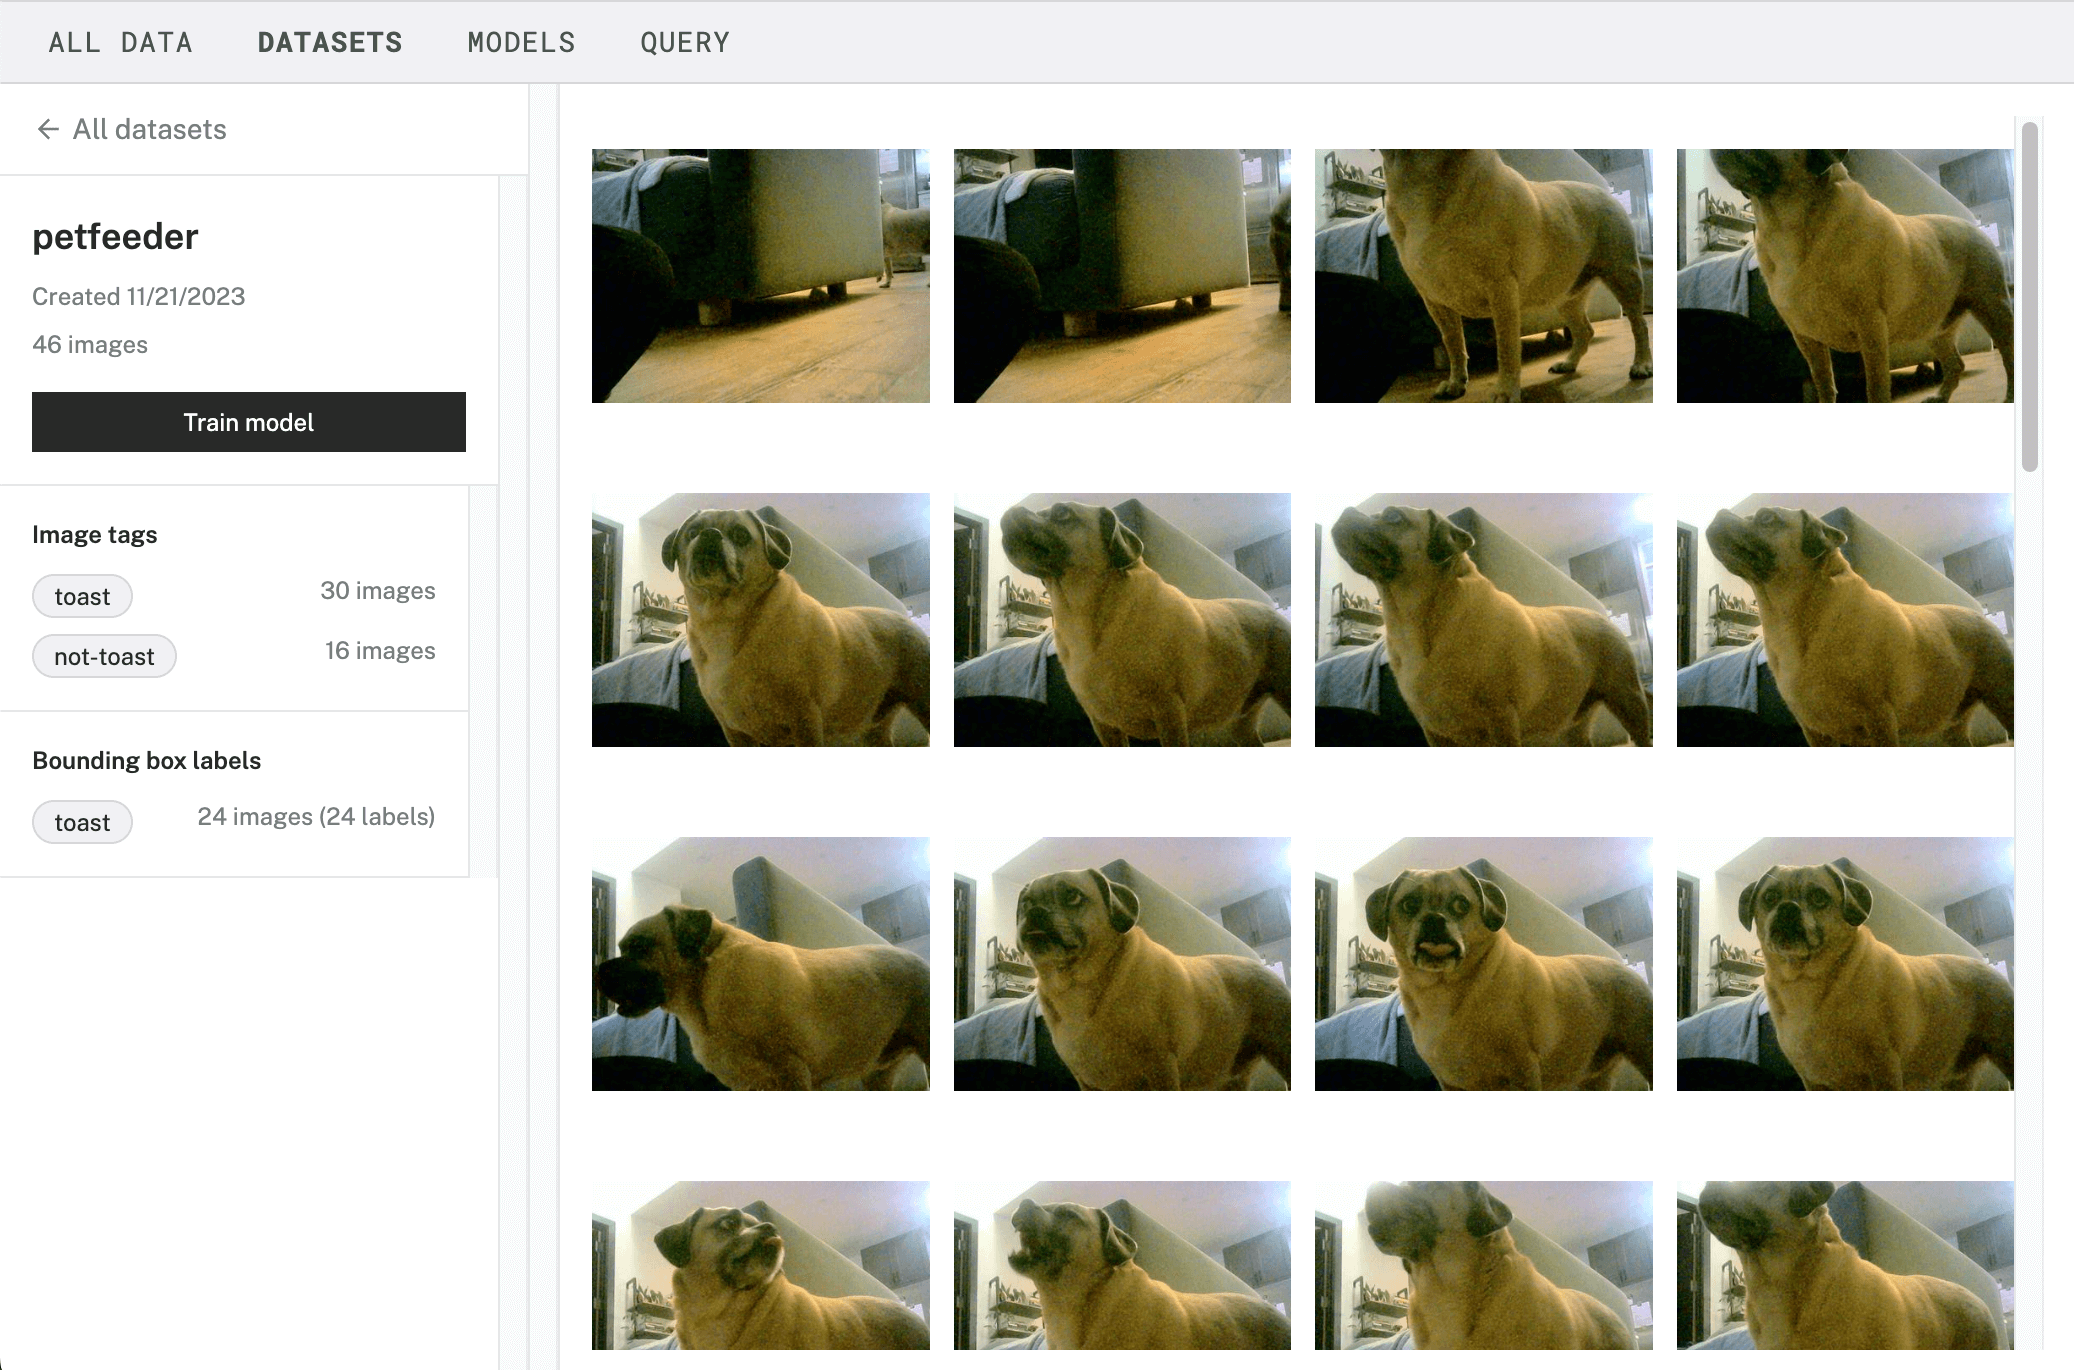 ALL DATA DATASETS MODELS QUERY
← All datasets
petfeeder
Created 11/21/2023
46 images
Train model
Image tags
toast 30 images
not-toast 16 images
Bounding box labels
toast 24 images (24 labels)